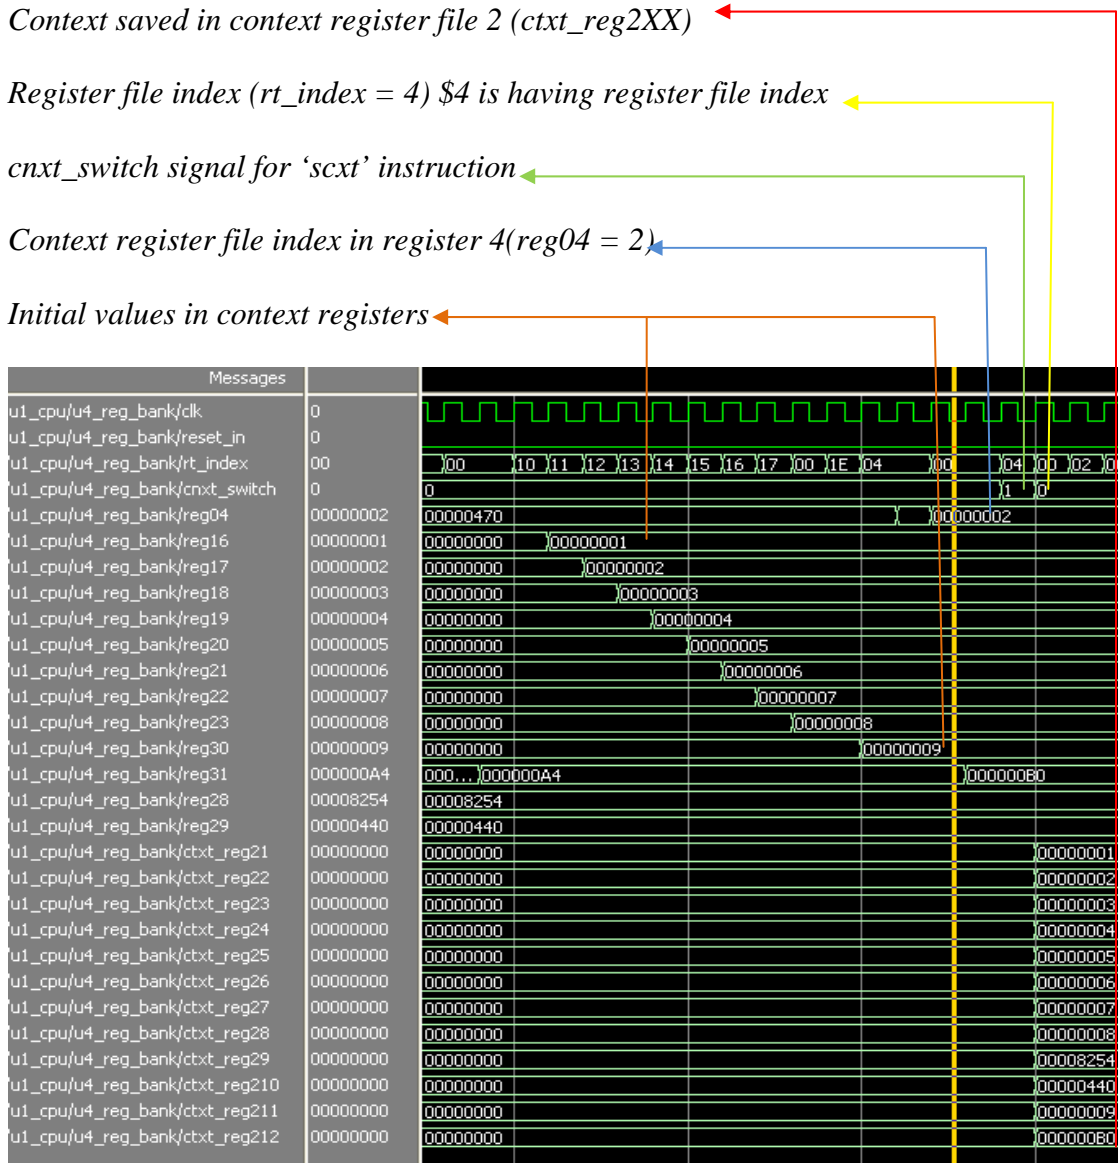 Context saved in context register file 2 (ctxt_reg2XX)
Register file index (rt_index = 4) $4 is having register file index
cnxt_switch signal for ‘scxt’ instruction
Context register file index in register 4(reg04 = 2)
Initial values in context registers
Messages
u1_cpu/u4_reg_bank/clk 0
u1_cpu/u4_reg_bank/reset_in 0
'u1_cpu/u4_reg_bank/rt_index 00 00 10 11 12 13 14 15 16 17 00 1E 04 00 04 00 02 00
'u1_cpu/u4_reg_bank/cnxt_switch 0 0 1 0
'u1_cpu/u4_reg_bank/reg04 00000002 00000470 00000002
'u1_cpu/u4_reg_bank/reg16 00000001 00000000 00000001
'u1_cpu/u4_reg_bank/reg17 00000002 00000000 00000002
'u1_cpu/u4_reg_bank/reg18 00000003 00000000 00000003
'u1_cpu/u4_reg_bank/reg19 00000004 00000000 00000004
'u1_cpu/u4_reg_bank/reg20 00000005 00000000 00000005
'u1_cpu/u4_reg_bank/reg21 00000006 00000000 00000006
'u1_cpu/u4_reg_bank/reg22 00000007 00000000 00000007
'u1_cpu/u4_reg_bank/reg23 00000008 00000000 00000008
'u1_cpu/u4_reg_bank/reg30 00000009 00000000 00000009
'u1_cpu/u4_reg_bank/reg31 000000A4 000... 000000A4 000000B0
'u1_cpu/u4_reg_bank/reg28 00008254 00008254
'u1_cpu/u4_reg_bank/reg29 00000440 00000440
'u1_cpu/u4_reg_bank/ctxt_reg21 00000000 00000000 00000001
'u1_cpu/u4_reg_bank/ctxt_reg22 00000000 00000000 00000002
'u1_cpu/u4_reg_bank/ctxt_reg23 00000000 00000000 00000003
'u1_cpu/u4_reg_bank/ctxt_reg24 00000000 00000000 00000004
'u1_cpu/u4_reg_bank/ctxt_reg25 00000000 00000000 00000005
'u1_cpu/u4_reg_bank/ctxt_reg26 00000000 00000000 00000006
'u1_cpu/u4_reg_bank/ctxt_reg27 00000000 00000000 00000007
'u1_cpu/u4_reg_bank/ctxt_reg28 00000000 00000000 00000008
'u1_cpu/u4_reg_bank/ctxt_reg29 00000000 00000000 00008254
'u1_cpu/u4_reg_bank/ctxt_reg210 00000000 00000000 00000440
'u1_cpu/u4_reg_bank/ctxt_reg211 00000000 00000000 00000009
'u1_cpu/u4_reg_bank/ctxt_reg212 00000000 00000000 000000B0